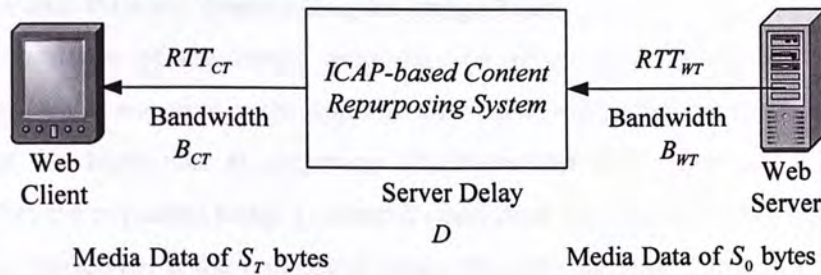 RTT_CT
Bandwidth
B_CT
Web
Client
ICAP-based Content
Repurposing System
Server Delay
D
RTT_WT
Bandwidth
B_WT
Web
Server
Media Data of S_T bytes
Media Data of S_0 bytes